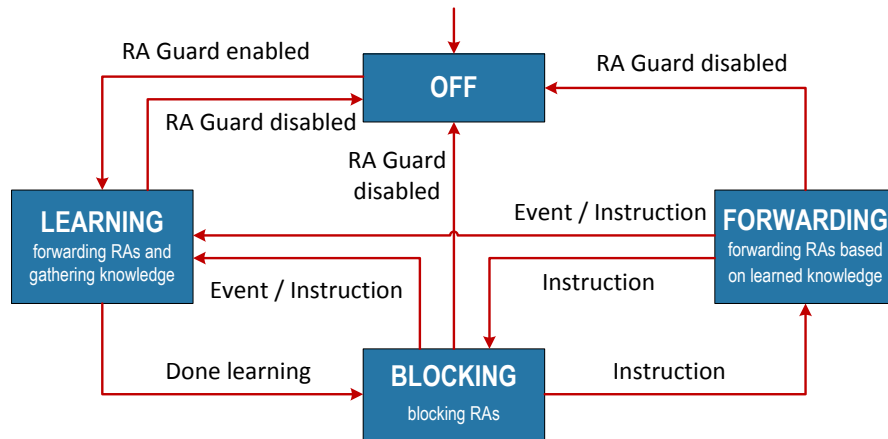 RA Guard enabled
OFF
RA Guard disabled
RA Guard disabled
RA Guard
disabled
LEARNING
forwarding RAs and
gathering knowledge
Event / Instruction
FORWARDING
forwarding RAs based
on learned knowledge
Event / Instruction
Instruction
Done learning
BLOCKING
blocking RAs
Instruction